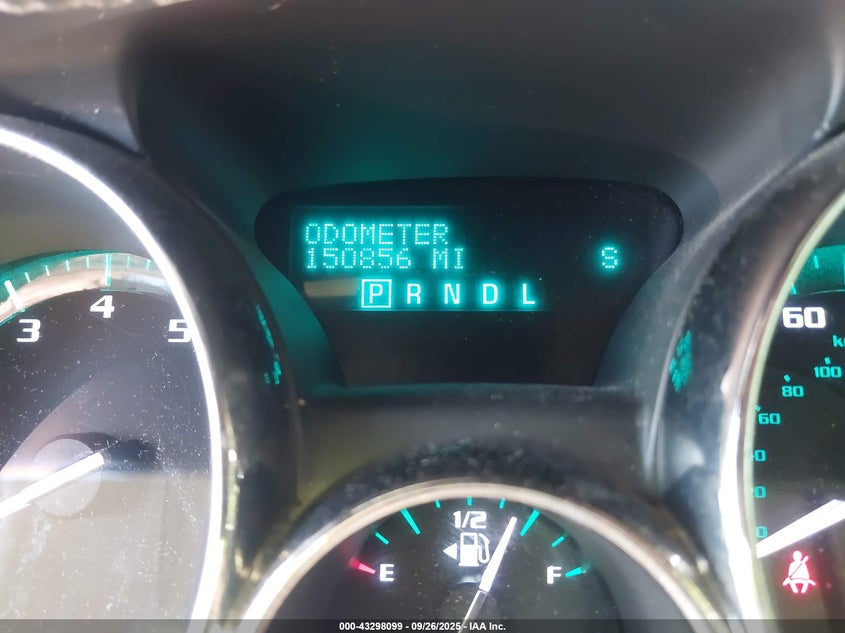 ODOMETER
150856 MI S
P R N D L
3 4 5
60
100
80
60
1/2
E F
000-43298099 - 09/26/2025 - IAA Inc.